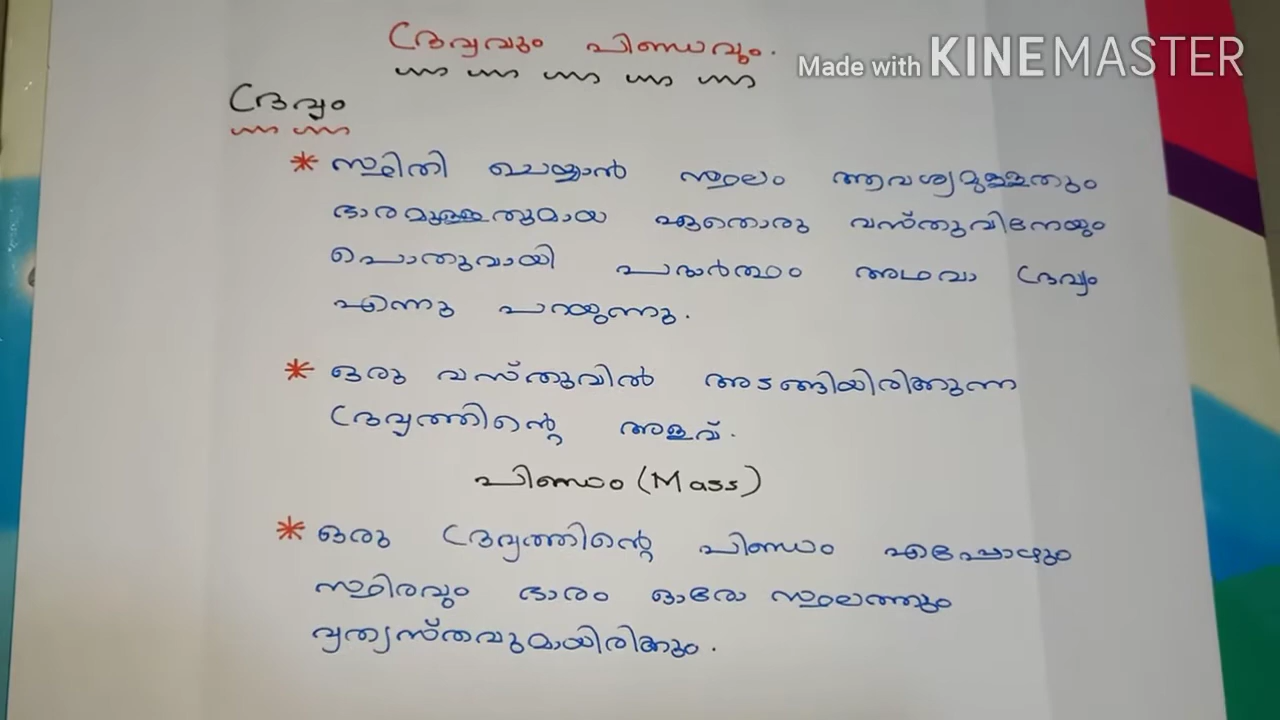 ദ്രവ്യവും പിണ്ഡവും.
Made with KINEMASTER
ദ്രവ്യം
* സ്ഥിതി ചെയ്യാൻ സ്ഥലം ആവശ്യമുള്ളതും
ഭാരമുള്ളതുമായ ഏതൊരു വസ്തുവിനേയും
പൊതുവായി പദാർത്ഥം അഥവാ ദ്രവ്യം
എന്നു പറയുന്നു.
* ഒരു വസ്തുവിൽ അടങ്ങിയിരിക്കുന്ന
ദ്രവ്യത്തിന്റെ അളവ്.
പിണ്ഡം (Mass)
* ഒരു ദ്രവ്യത്തിന്റെ പിണ്ഡം എപ്പോഴും
സ്ഥിരവും ഭാരം ഓരോ സ്ഥലത്തും
വ്യത്യസ്തവുമായിരിക്കും.